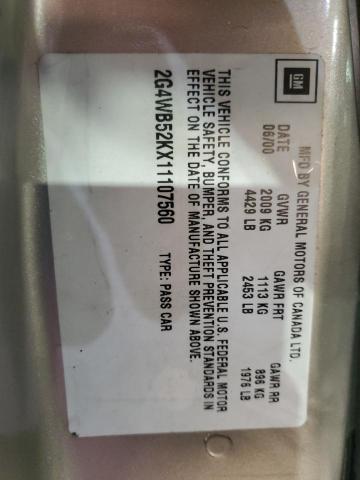 GM
MFD BY GENERAL MOTORS OF CANADA LTD.
DATE GVWR GAWR FRT GAWR RR
06/00 2009 KG 1113 KG 896 KG
4429 LB 2453 LB 1976 LB
THIS VEHICLE CONFORMS TO ALL APPLICABLE U.S. FEDERAL MOTOR
VEHICLE SAFETY, BUMPER, AND THEFT PREVENTION STANDARDS IN
EFFECT ON THE DATE OF MANUFACTURE SHOWN ABOVE.
2G4WB52KX11107560 TYPE: PASS CAR